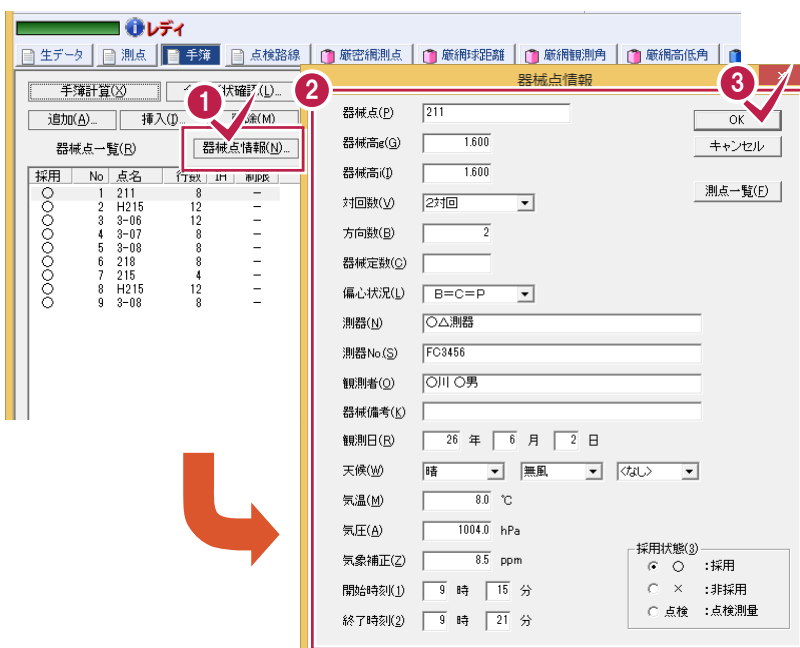 レディ
生データ 測点 手簿 点検路線 厳密網測点 厳網球距離 厳網観測角 厳網高低角
手簿計算(X) 状確認(L)...
追加(A)... 挿入(I) 除(M)
器械点一覧(R) 器械点情報(N)...
採用 No 点名 行数 IH 制限
○ 1 211 8 −
○ 2 H215 12 −
○ 3 3-06 12 −
○ 4 3-07 8 −
○ 5 3-08 8 −
○ 6 218 8 −
○ 7 215 4 −
○ 8 H215 12 −
○ 9 3-08 8 −
1
2
3
器械点情報
器械点(P) 211
OK
器械高g(G) 1.600
キャンセル
器械高i(I) 1.600
測点一覧(F)
対回数(V) 2対回
方向数(B) 2
器械定数(C)
偏心状況(L) B=C=P
測器(N) ○△測器
測器No.(S) FC3456
観測者(O) ○川 ○男
器械備考(K)
観測日(R) 26 年 6 月 2 日
天候(W) 晴 無風 <なし>
気温(M) 8.0 ℃
気圧(A) 1004.0 hPa
気象補正(Z) 8.5 ppm
開始時刻(1) 9 時 15 分
終了時刻(2) 9 時 21 分
採用状態(3)
○ :採用
× :非採用
点検 :点検測量